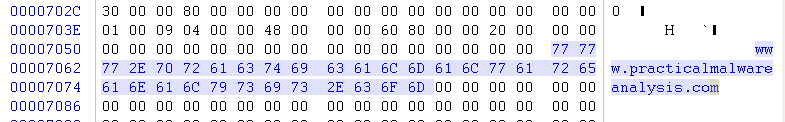 0000702C 30 00 00 80 00 00 00 00 00 00 00 00 00 00 00 00 00 00 0 ▌
0000703E 01 00 09 04 00 00 48 00 00 00 60 80 00 00 20 00 00 00 H `▌
00007050 00 00 00 00 00 00 00 00 00 00 00 00 00 00 00 00 77 77 ww
00007062 77 2E 70 72 61 63 74 69 63 61 6C 6D 61 6C 77 61 72 65 w.practicalmalware
00007074 61 6E 61 6C 79 73 69 73 2E 63 6F 6D 00 00 00 00 00 00 analysis.com
00007086 00 00 00 00 00 00 00 00 00 00 00 00 00 00 00 00 00 00